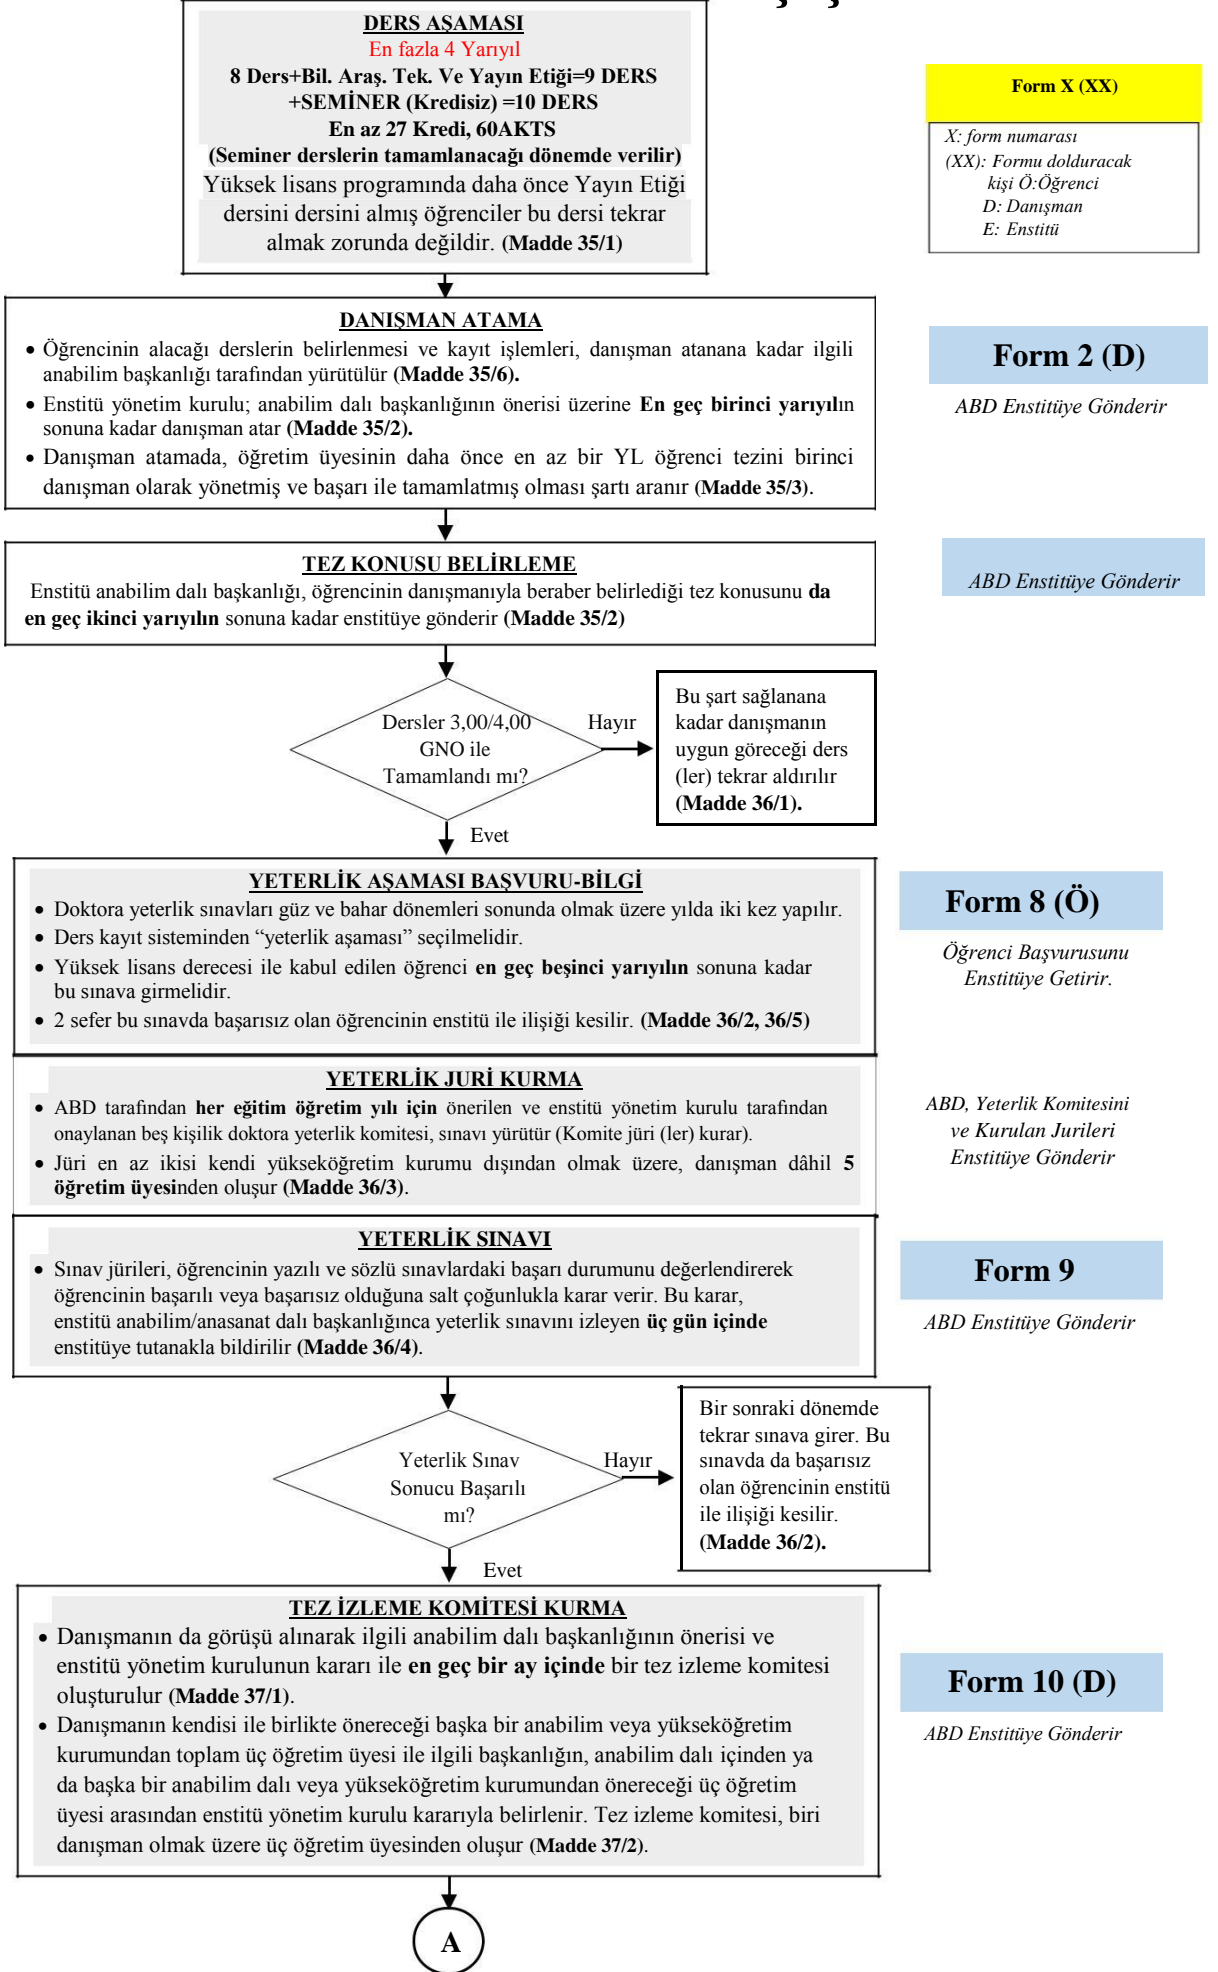 DERS AŞAMASI
En fazla 4 Yarıyıl
8 Ders+Bil. Araş. Tek. Ve Yayın Etiği=9 DERS
+SEMİNER (Kredisiz) =10 DERS
En az 27 Kredi, 60AKTS
(Seminer derslerin tamamlanacağı dönemde verilir)
Yüksek lisans programında daha önce Yayın Etiği
dersini dersini almış öğrenciler bu dersi tekrar
almak zorunda değildir. (Madde 35/1)
Form X (XX)
X: form numarası
(XX): Formu dolduracak
kişi Ö:Öğrenci
D: Danışman
E: Enstitü
DANIŞMAN ATAMA
• Öğrencinin alacağı derslerin belirlenmesi ve kayıt işlemleri, danışman atanana kadar ilgili
anabilim başkanlığı tarafından yürütülür (Madde 35/6).
• Enstitü yönetim kurulu; anabilim dalı başkanlığının önerisi üzerine En geç birinci yarıyılın
sonuna kadar danışman atar (Madde 35/2).
• Danışman atamada, öğretim üyesinin daha önce en az bir YL öğrenci tezini birinci
danışman olarak yönetmiş ve başarı ile tamamlatmış olması şartı aranır (Madde 35/3).
Form 2 (D)
ABD Enstitüye Gönderir
TEZ KONUSU BELİRLEME
Enstitü anabilim dalı başkanlığı, öğrencinin danışmanıyla beraber belirlediği tez konusunu da
en geç ikinci yarıyılın sonuna kadar enstitüye gönderir (Madde 35/2)
ABD Enstitüye Gönderir
Dersler 3,00/4,00
GNO ile
Tamamlandı mı?
Hayır
Bu şart sağlanana
kadar danışmanın
uygun göreceği ders
(ler) tekrar aldırılır
(Madde 36/1).
Evet
YETERLİK AŞAMASI BAŞVURU-BİLGİ
• Doktora yeterlik sınavları güz ve bahar dönemleri sonunda olmak üzere yılda iki kez yapılır.
• Ders kayıt sisteminden “yeterlik aşaması” seçilmelidir.
• Yüksek lisans derecesi ile kabul edilen öğrenci en geç beşinci yarıyılın sonuna kadar
bu sınava girmelidir.
• 2 sefer bu sınavda başarısız olan öğrencinin enstitü ile ilişiği kesilir. (Madde 36/2, 36/5)
Form 8 (Ö)
Öğrenci Başvurusunu
Enstitüye Getirir.
YETERLİK JURİ KURMA
• ABD tarafından her eğitim öğretim yılı için önerilen ve enstitü yönetim kurulu tarafından
onaylanan beş kişilik doktora yeterlik komitesi, sınavı yürütür (Komite jüri (ler) kurar).
• Jüri en az ikisi kendi yükseköğretim kurumu dışından olmak üzere, danışman dâhil 5
öğretim üyesinden oluşur (Madde 36/3).
ABD, Yeterlik Komitesini
ve Kurulan Jurileri
Enstitüye Gönderir
YETERLİK SINAVI
• Sınav jürileri, öğrencinin yazılı ve sözlü sınavlardaki başarı durumunu değerlendirerek
öğrencinin başarılı veya başarısız olduğuna salt çoğunlukla karar verir. Bu karar,
enstitü anabilim/anasanat dalı başkanlığınca yeterlik sınavını izleyen üç gün içinde
enstitüye tutanakla bildirilir (Madde 36/4).
Form 9
ABD Enstitüye Gönderir
Yeterlik Sınav
Sonucu Başarılı
mı?
Hayır
Bir sonraki dönemde
tekrar sınava girer. Bu
sınavda da başarısız
olan öğrencinin enstitü
ile ilişiği kesilir.
(Madde 36/2).
Evet
TEZ İZLEME KOMİTESİ KURMA
• Danışmanın da görüşü alınarak ilgili anabilim dalı başkanlığının önerisi ve
enstitü yönetim kurulunun kararı ile en geç bir ay içinde bir tez izleme komitesi
oluşturulur (Madde 37/1).
• Danışmanın kendisi ile birlikte önereceği başka bir anabilim veya yükseköğretim
kurumundan toplam üç öğretim üyesi ile ilgili başkanlığın, anabilim dalı içinden ya
da başka bir anabilim dalı veya yükseköğretim kurumundan önereceği üç öğretim
üyesi arasından enstitü yönetim kurulu kararıyla belirlenir. Tez izleme komitesi, biri
danışman olmak üzere üç öğretim üyesinden oluşur (Madde 37/2).
Form 10 (D)
ABD Enstitüye Gönderir
A